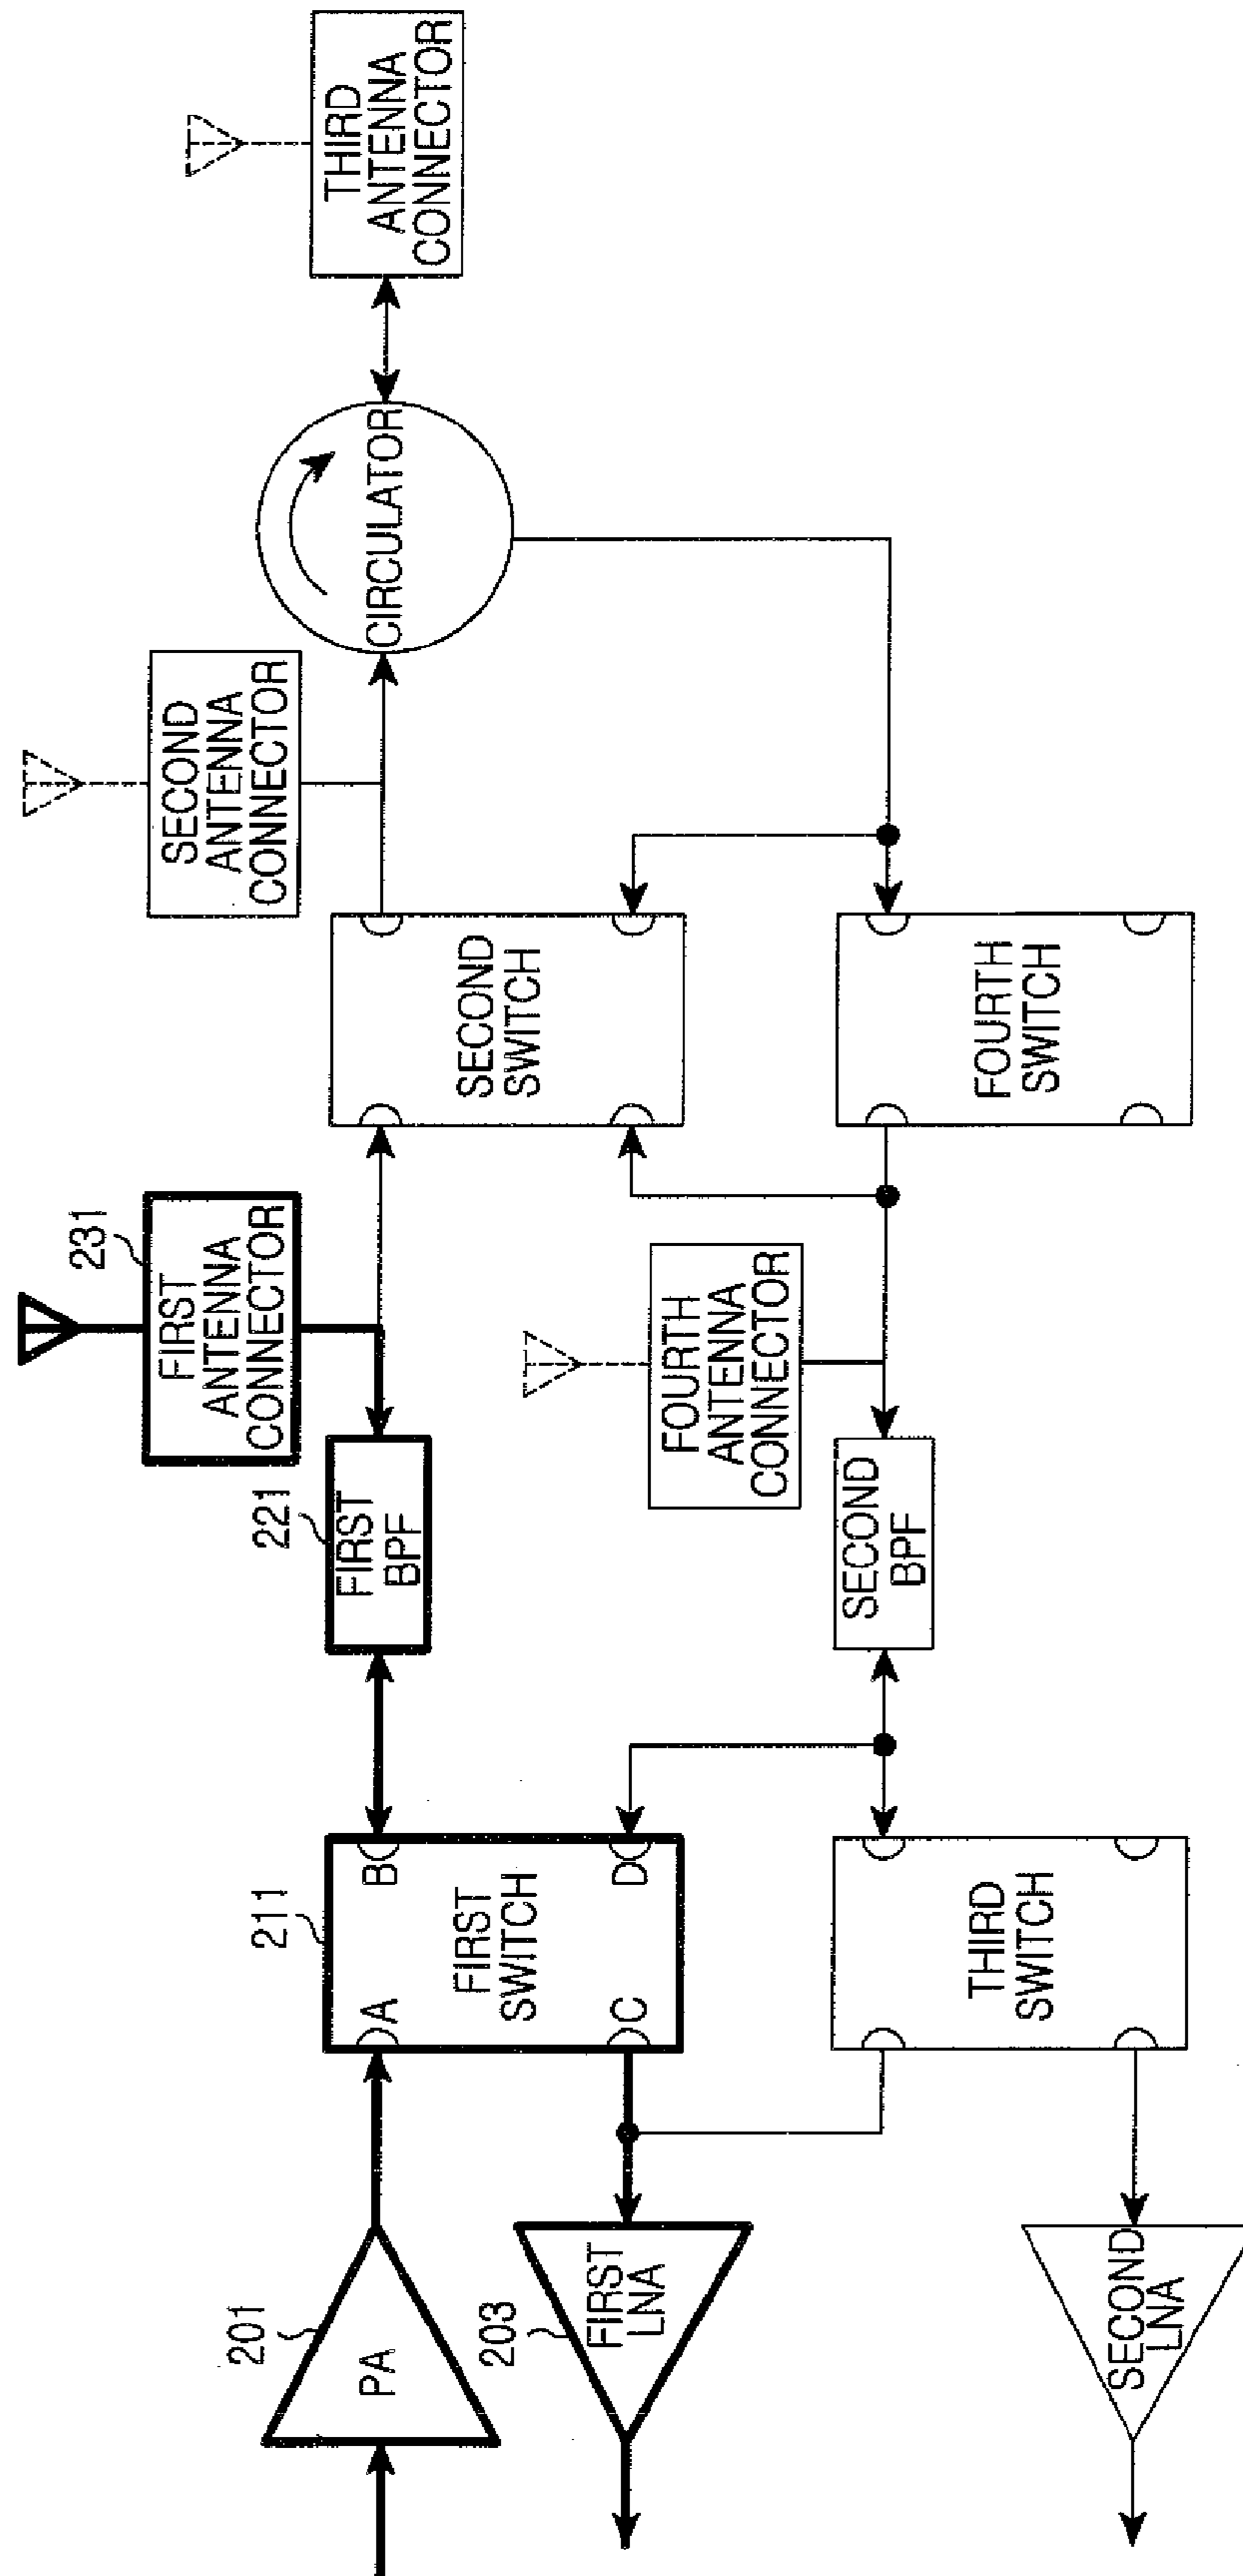 201
PA
203
FIRST
LNA
SECOND
LNA
211
A
B
C
D
FIRST
SWITCH
THIRD
SWITCH
221
FIRST
BPF
SECOND
BPF
231
FIRST
ANTENNA
CONNECTOR
FOURTH
ANTENNA
CONNECTOR
SECOND
SWITCH
FOURTH
SWITCH
SECOND
ANTENNA
CONNECTOR
CIRCULATOR
THIRD
ANTENNA
CONNECTOR